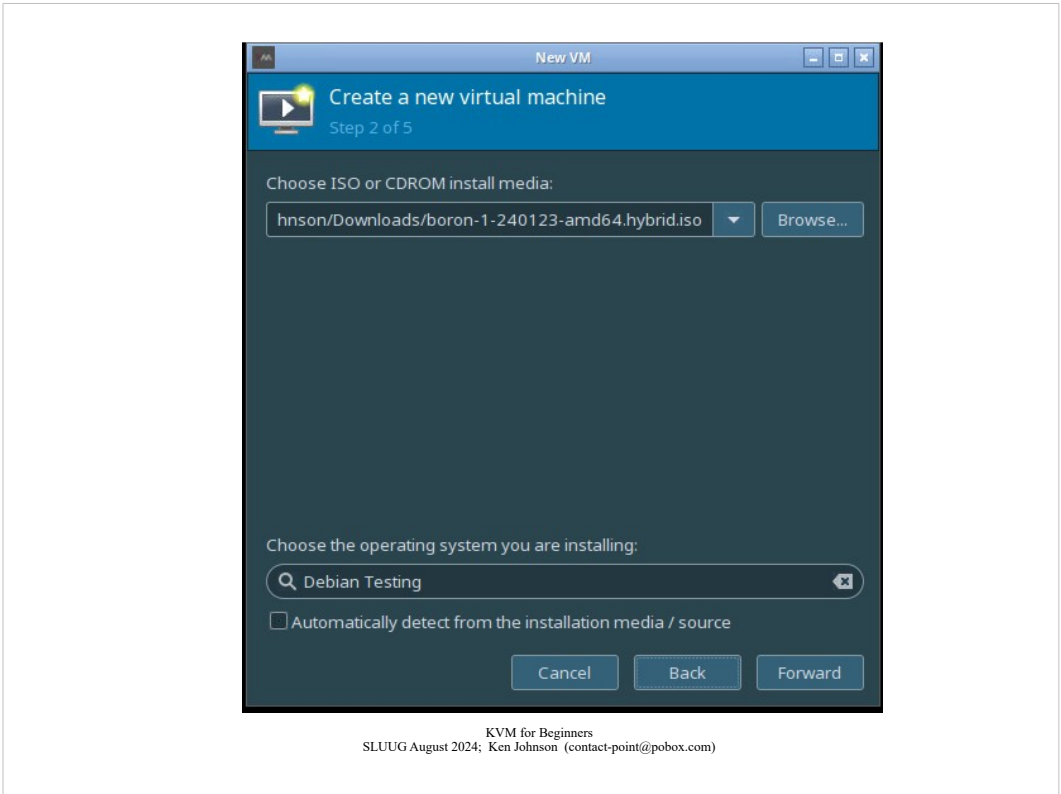 New VM
Create a new virtual machine
Step 2 of 5
Choose ISO or CDROM install media:
hnson/Downloads/boron-1-240123-amd64.hybrid.iso
Browse...
Choose the operating system you are installing:
Debian Testing
Automatically detect from the installation media / source
Cancel Back Forward
KVM for Beginners
SLUUG August 2024; Ken Johnson (contact-point@pobox.com)